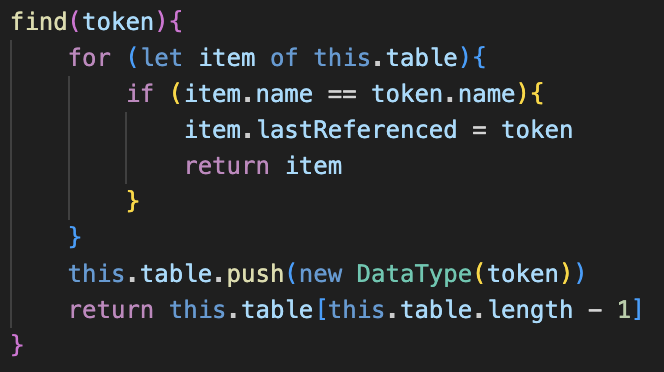 find(token){
    for (let item of this.table){
        if (item.name == token.name){
            item.lastReferenced = token
            return item
        }
    }
    this.table.push(new DataType(token))
    return this.table[this.table.length - 1]
}